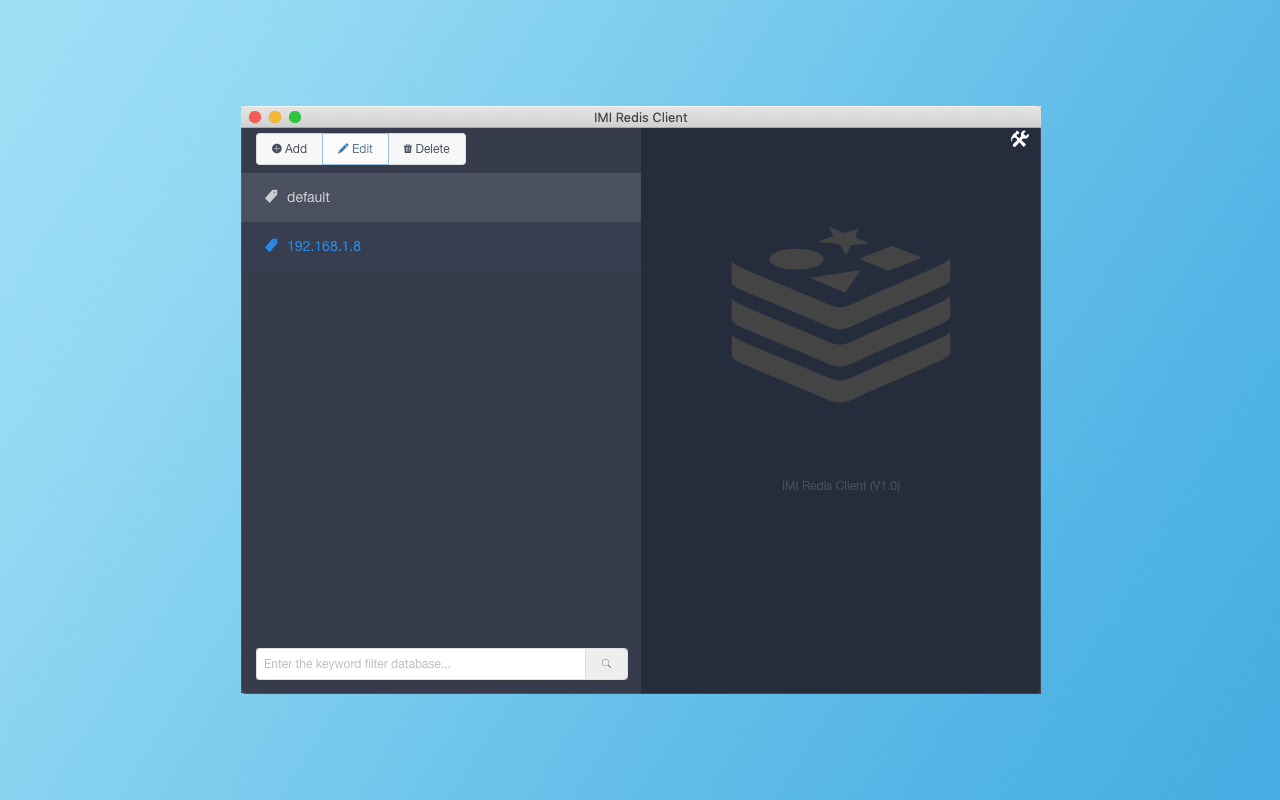 IMI Redis Client
Add Edit Delete
default
192.168.1.8
IMI Redis Client (V1.0)
Enter the keyword filter database...